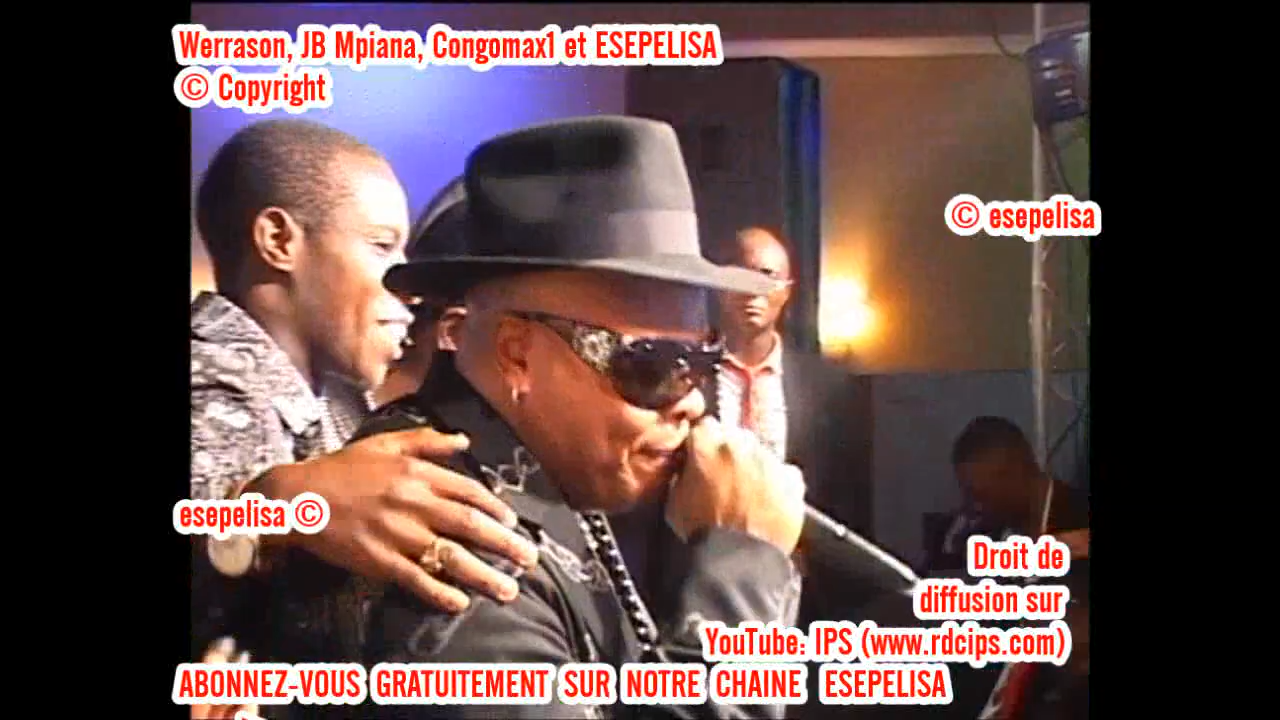 Werrason, JB Mpiana, Congomax1 et ESEPELISA
© Copyright
© esepelisa
esepelisa ©
Droit de
diffusion sur
YouTube: IPS (www.rdcips.com)
ABONNEZ-VOUS GRATUITEMENT SUR NOTRE CHAINE ESEPELISA